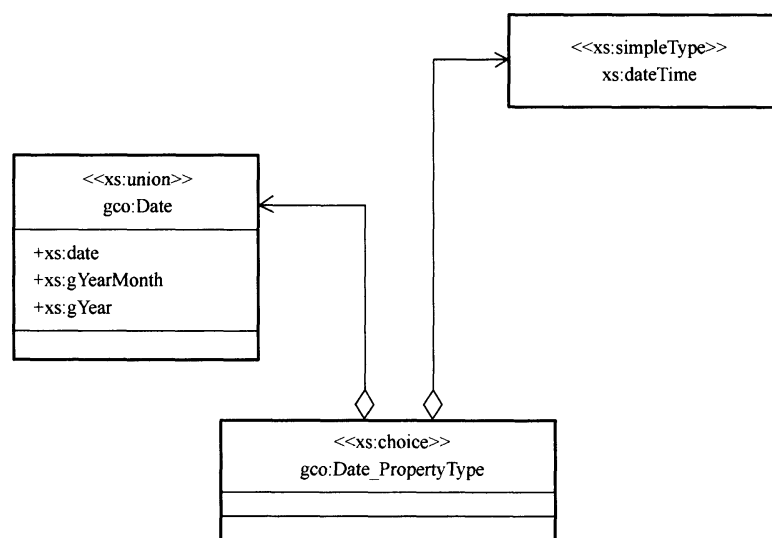 <<xs:simpleType>>
xs:dateTime
<<xs:union>>
gco:Date
+xs:date
+xs:gYearMonth
+xs:gYear
<<xs:choice>>
gco:Date_PropertyType